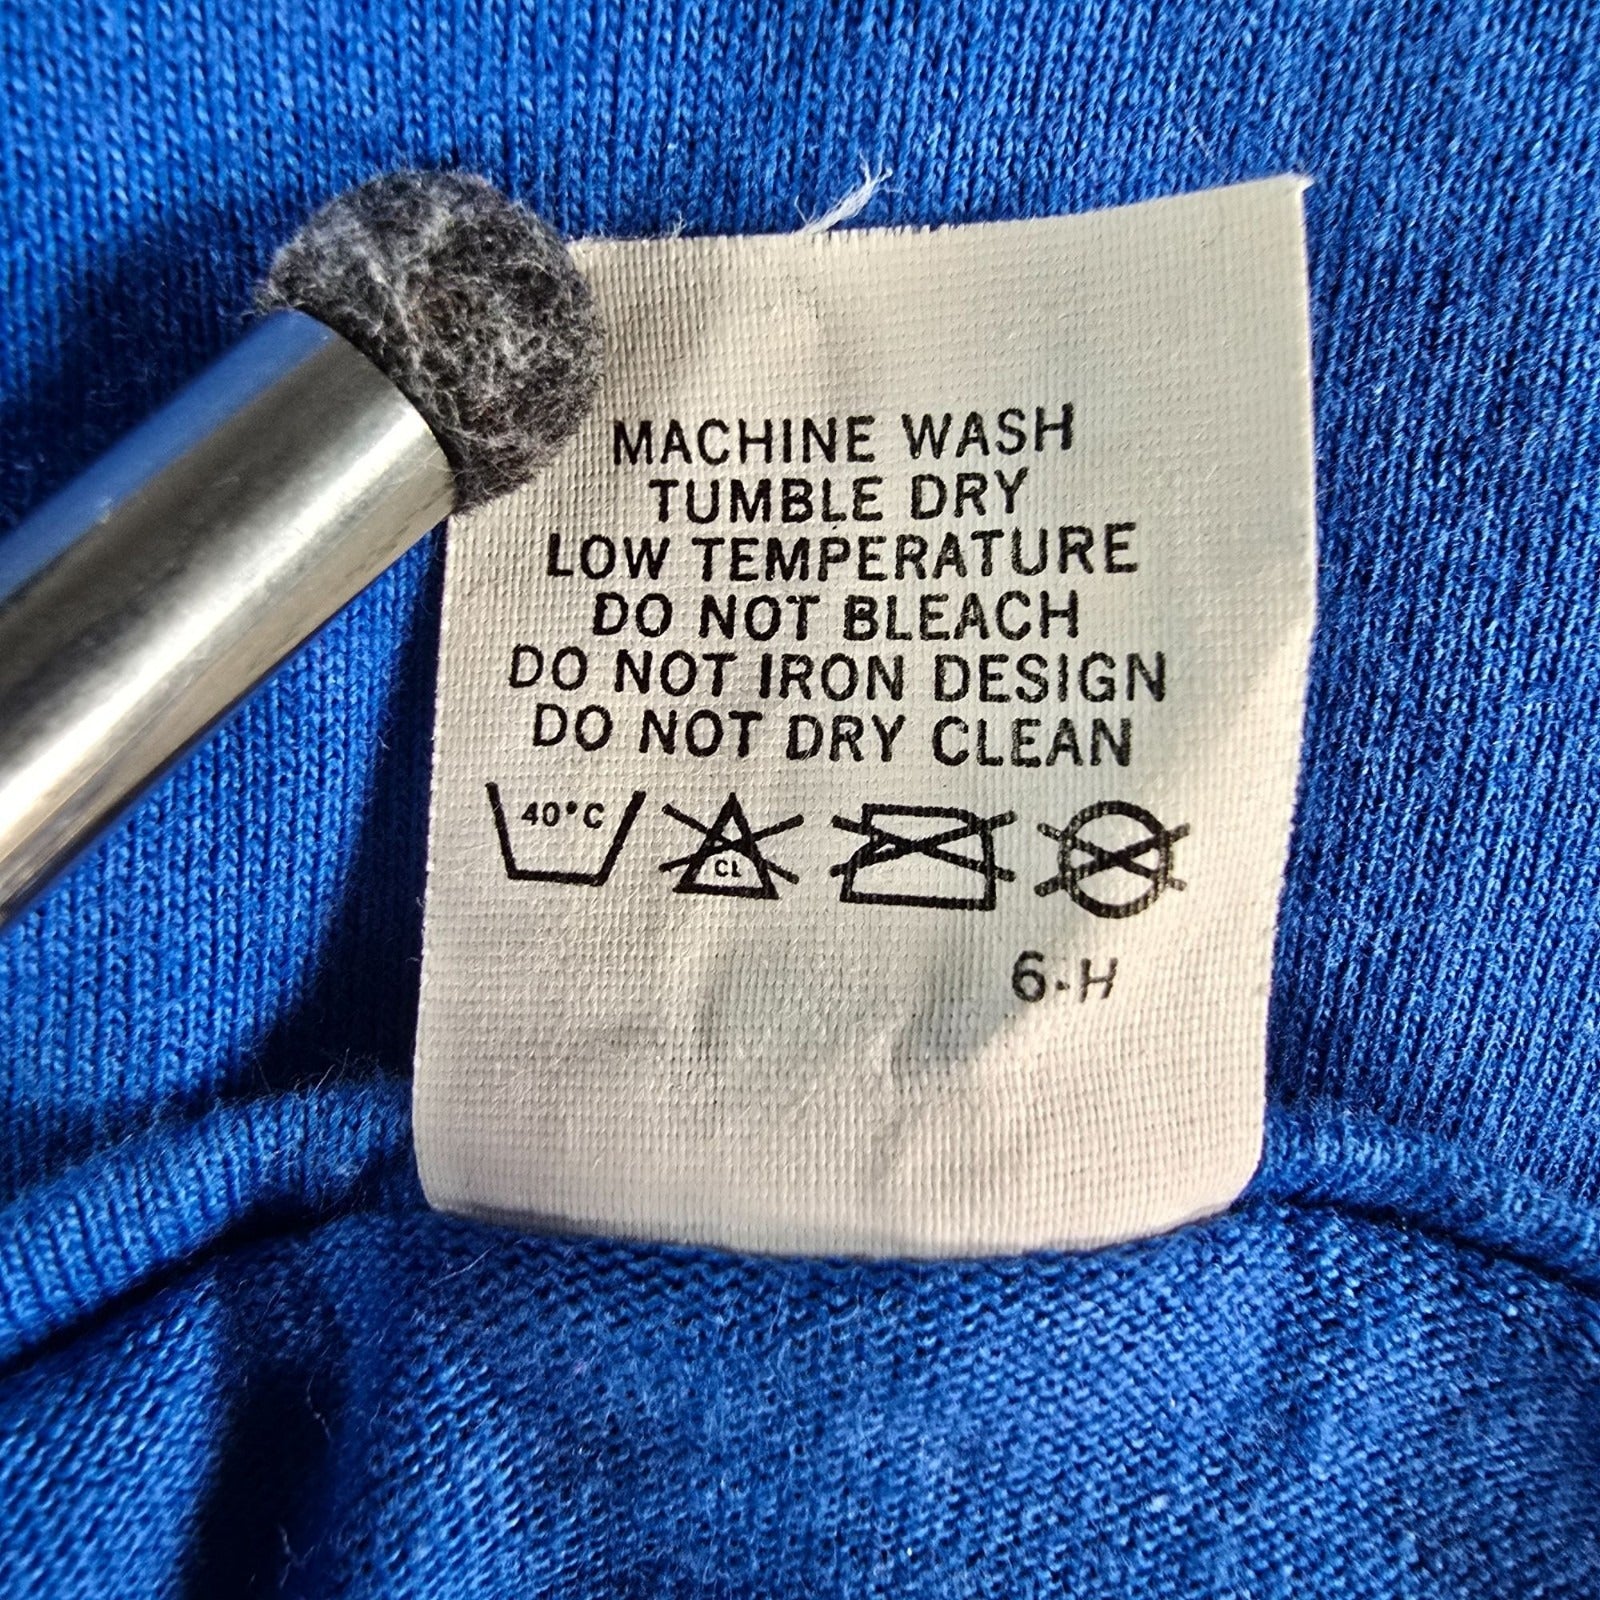 MACHINE WASH
TUMBLE DRY
LOW TEMPERATURE
DO NOT BLEACH
DO NOT IRON DESIGN
DO NOT DRY CLEAN
40°C CL
6-H